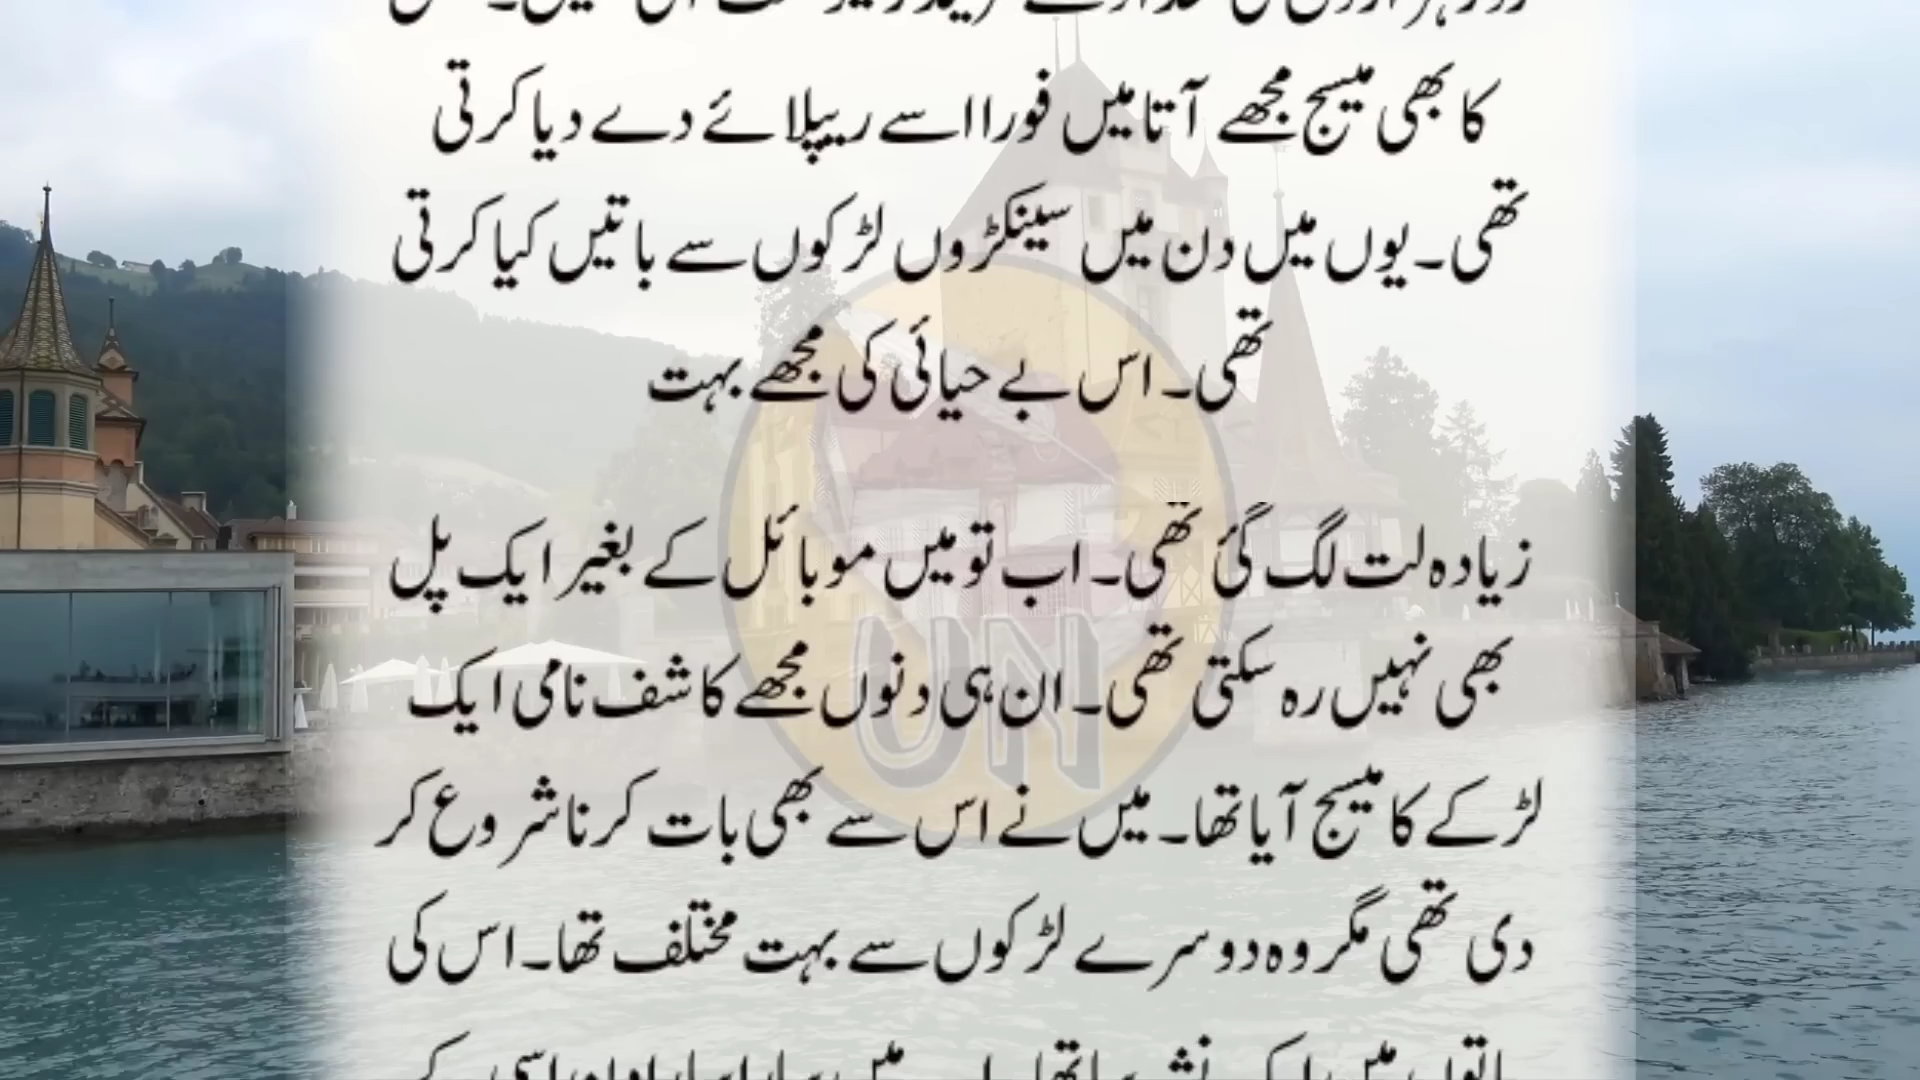 کا بھی میسج مجھے آتا میں فورا اسے ریپلائے دے دیا کرتی
تھی۔ یوں میں دن میں سینکڑوں لڑکوں سے باتیں کیا کرتی
تھی۔ اس بے حیائی کی مجھے بہت
زیادہ لت لگ گئ تھی۔ اب تو میں موبائل کے بغیر ایک پل
بھی نہیں رہ سکتی تھی۔ ان ہی دنوں مجھے کاشف نامی ایک
لڑکے کا میسج آیا تھا۔ میں نے اس سے بھی بات کرنا شروع کر
دی تھی مگر وہ دوسرے لڑکوں سے بہت مختلف تھا۔ اس کی
UN